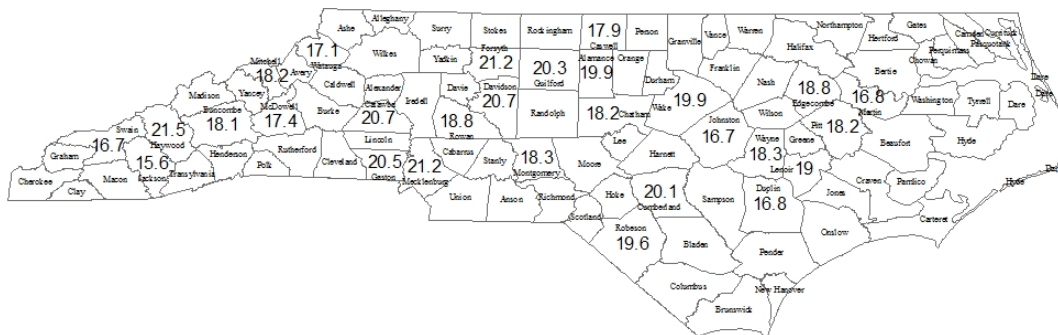 Ashe
Alleghany
Surry
Stokes
Rockingham
17.9
Caswell
Person
Granville
Vance
Warren
Northampton
Halifax
Hertford
Gates
Camden
Currituck
Pasquotank
Perquimans
Chowan
17.1
Watauga
Wilkes
Yadkin
Forsyth
21.2
20.3
Guilford
Alamance
19.9
Orange
Durham
Franklin
Nash
Bertie
Dare
Mitchell
18.2
Avery
Caldwell
Alexander
Iredell
Davie
Davidson
20.7
Randolph
18.2
Chatham
Wake
19.9
18.8
Edgecombe
16.8
Martin
Washington
Tyrrell
Dare
Madison
Yancey
Buncombe
18.1
McDowell
17.4
Burke
Catawba
20.7
18.8
Rowan
Johnston
16.7
Wilson
Pitt
18.2
Beaufort
Hyde
Swain
16.7
21.5
Haywood
Lincoln
Lee
Wayne
18.3
Greene
Graham
15.6
Jackson
Transylvania
Henderson
Polk
Rutherford
Cleveland
20.5
Gaston
21.2
Mecklenburg
Cabarrus
Stanly
18.3
Montgomery
Moore
Harnett
Lenoir
19
Craven
Pamlico
Hyde
Cherokee
Clay
Macon
Union
Anson
Richmond
Hoke
20.1
Cumberland
Sampson
Duplin
16.8
Jones
Carteret
Scotland
Robeson
19.6
Bladen
Pender
Onslow
Columbus
New Hanover
Brunswick